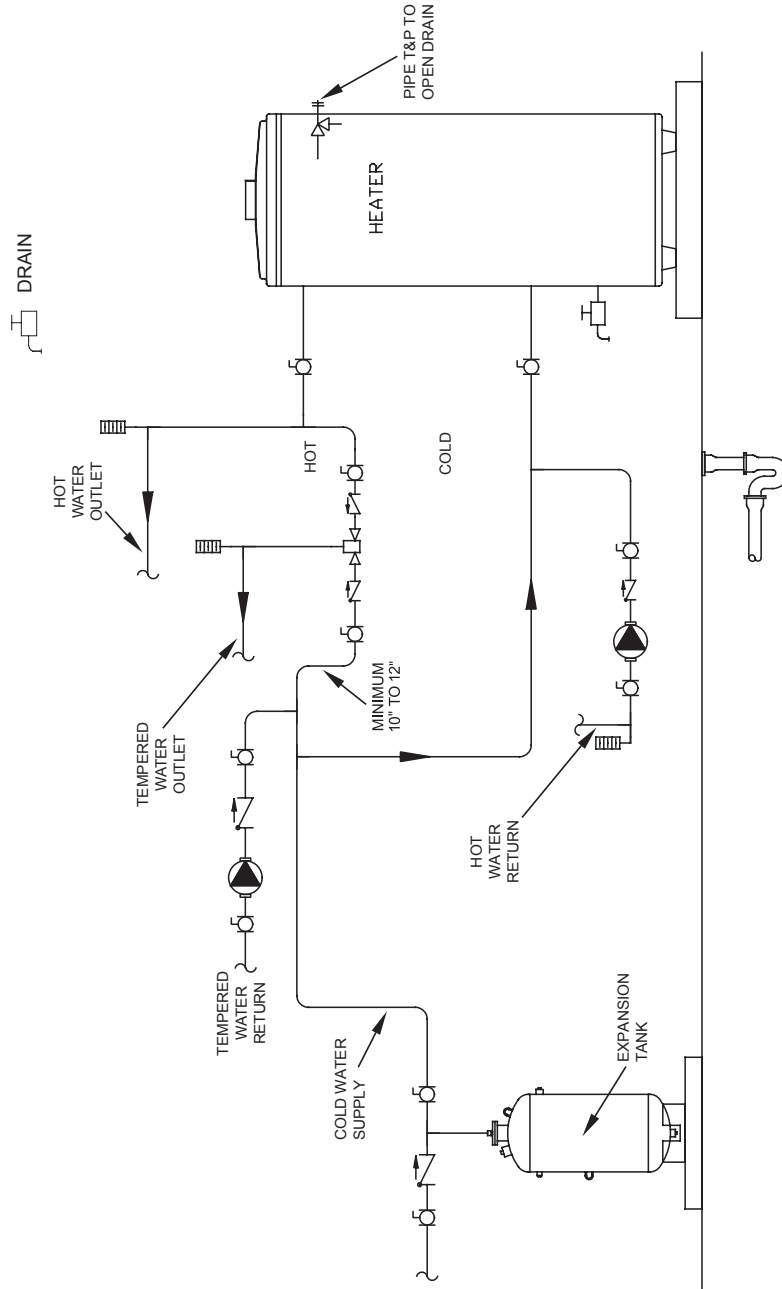 DRAIN
PIPE T&P TO
OPEN DRAIN
HEATER
HOT
WATER
OUTLET
HOT
COLD
TEMPERED
WATER
OUTLET
MINIMUM
10" TO 12"
HOT
WATER
RETURN
TEMPERED
WATER
RETURN
COLD WATER
SUPPLY
EXPANSION
TANK